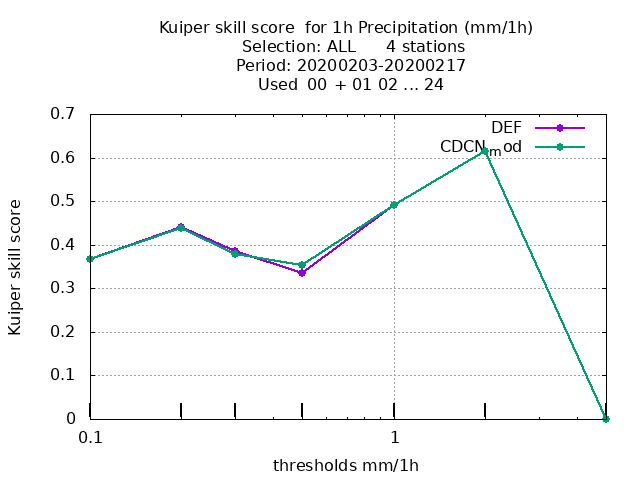 Kuiper skill score  for 1h Precipitation (mm/1h)
Selection: ALL      4 stations
Period: 20200203-20200217
Used  00  + 01 02 ... 24
DEF
CDCNmod
0.7
0.6
0.5
0.4
0.3
0.2
0.1
0
Kuiper skill score
0.1
1
thresholds mm/1h